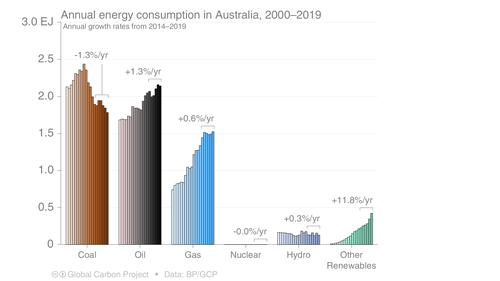 Annual energy consumption in Australia, 2000–2019
Annual growth rates from 2014–2019
3.0 EJ
2.5
2.0
1.5
1.0
0.5
0
-1.3%/yr
+1.3%/yr
+0.6%/yr
-0.0%/yr
+0.3%/yr
+11.8%/yr
Coal
Oil
Gas
Nuclear
Hydro
Other
Renewables
Global Carbon Project • Data: BP/GCP